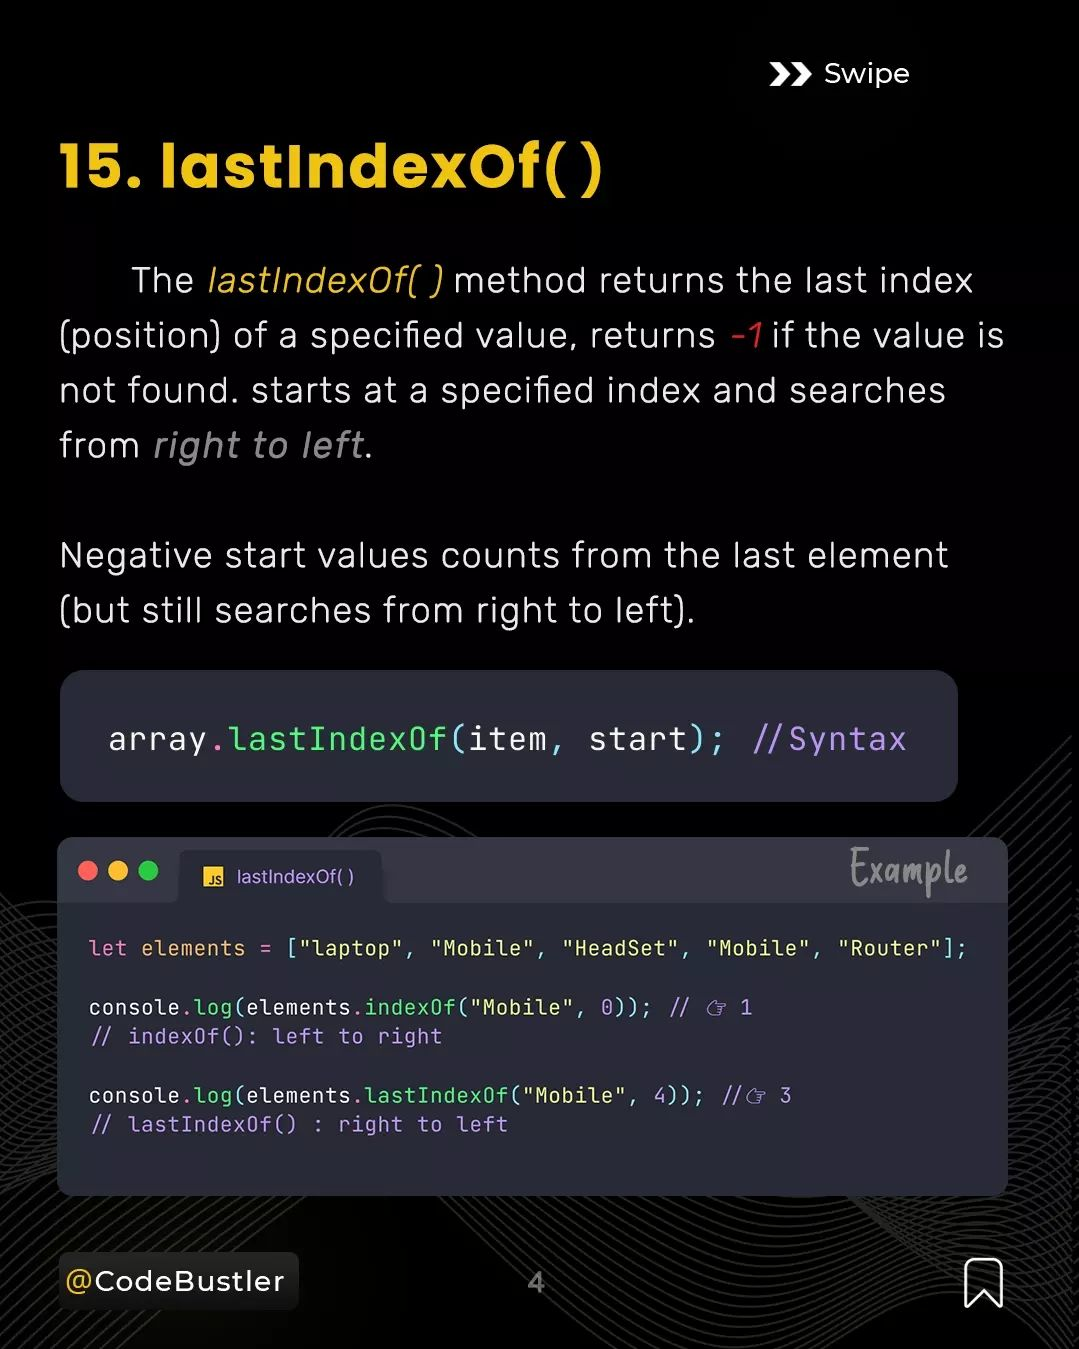 Swipe
15. lastIndexOf( )
The lastIndexOf( ) method returns the last index
(position) of a specified value, returns -1 if the value is
not found. starts at a specified index and searches
from right to left.
Negative start values counts from the last element
(but still searches from right to left).
array.lastIndexOf(item, start); //Syntax
JS lastIndexOf( )
Example
let elements = ["laptop", "Mobile", "HeadSet", "Mobile", "Router"];
console.log(elements.indexOf("Mobile", 0)); // 👉 1
// indexOf(): left to right
console.log(elements.lastIndexOf("Mobile", 4)); //👉 3
// lastIndexOf() : right to left
@CodeBustler
4